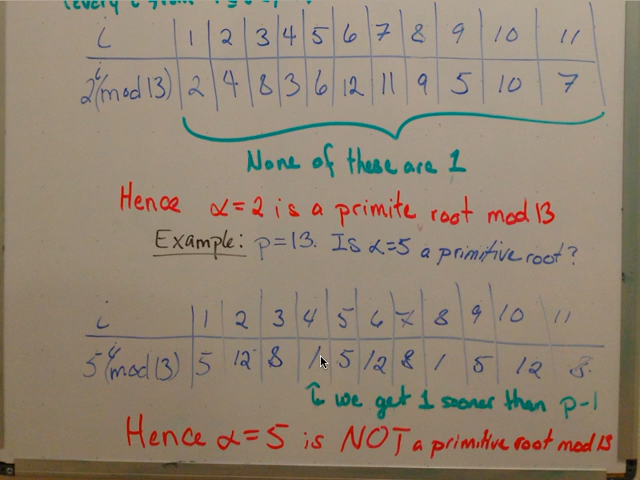 (every i from
i 1 2 3 4 5 6 7 8 9 10 11
2^i (mod 13) 2 4 8 3 6 12 11 9 5 10 7
None of these are 1
Hence α=2 is a primite root mod 13
Example: p=13. Is α=5 a primitive root?
i 1 2 3 4 5 6 7 8 9 10 11
5^i (mod 13) 5 12 8 1 5 12 8 1 5 12 8.
↑ we get 1 sooner than p-1
Hence α=5 is NOT a primitive root mod 13